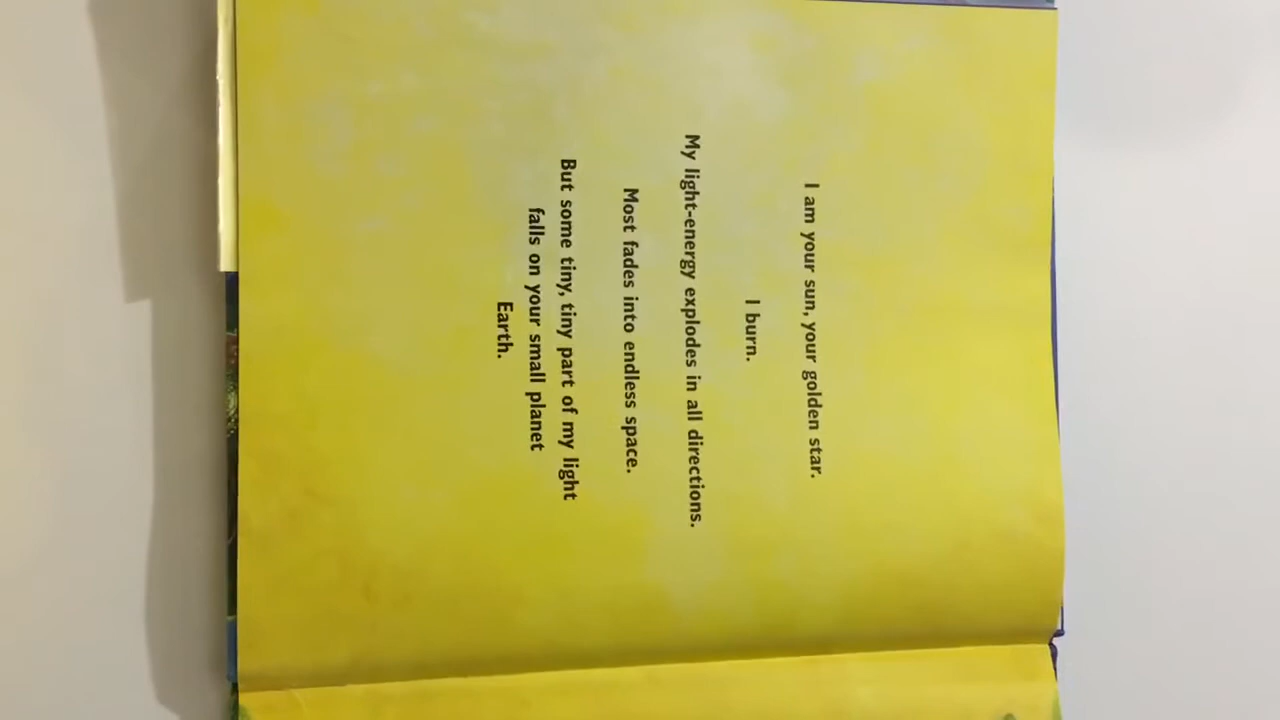 I am your sun, your golden star.
I burn.
My light-energy explodes in all directions.
Most fades into endless space.
But some tiny, tiny part of my light
falls on your small planet
Earth.